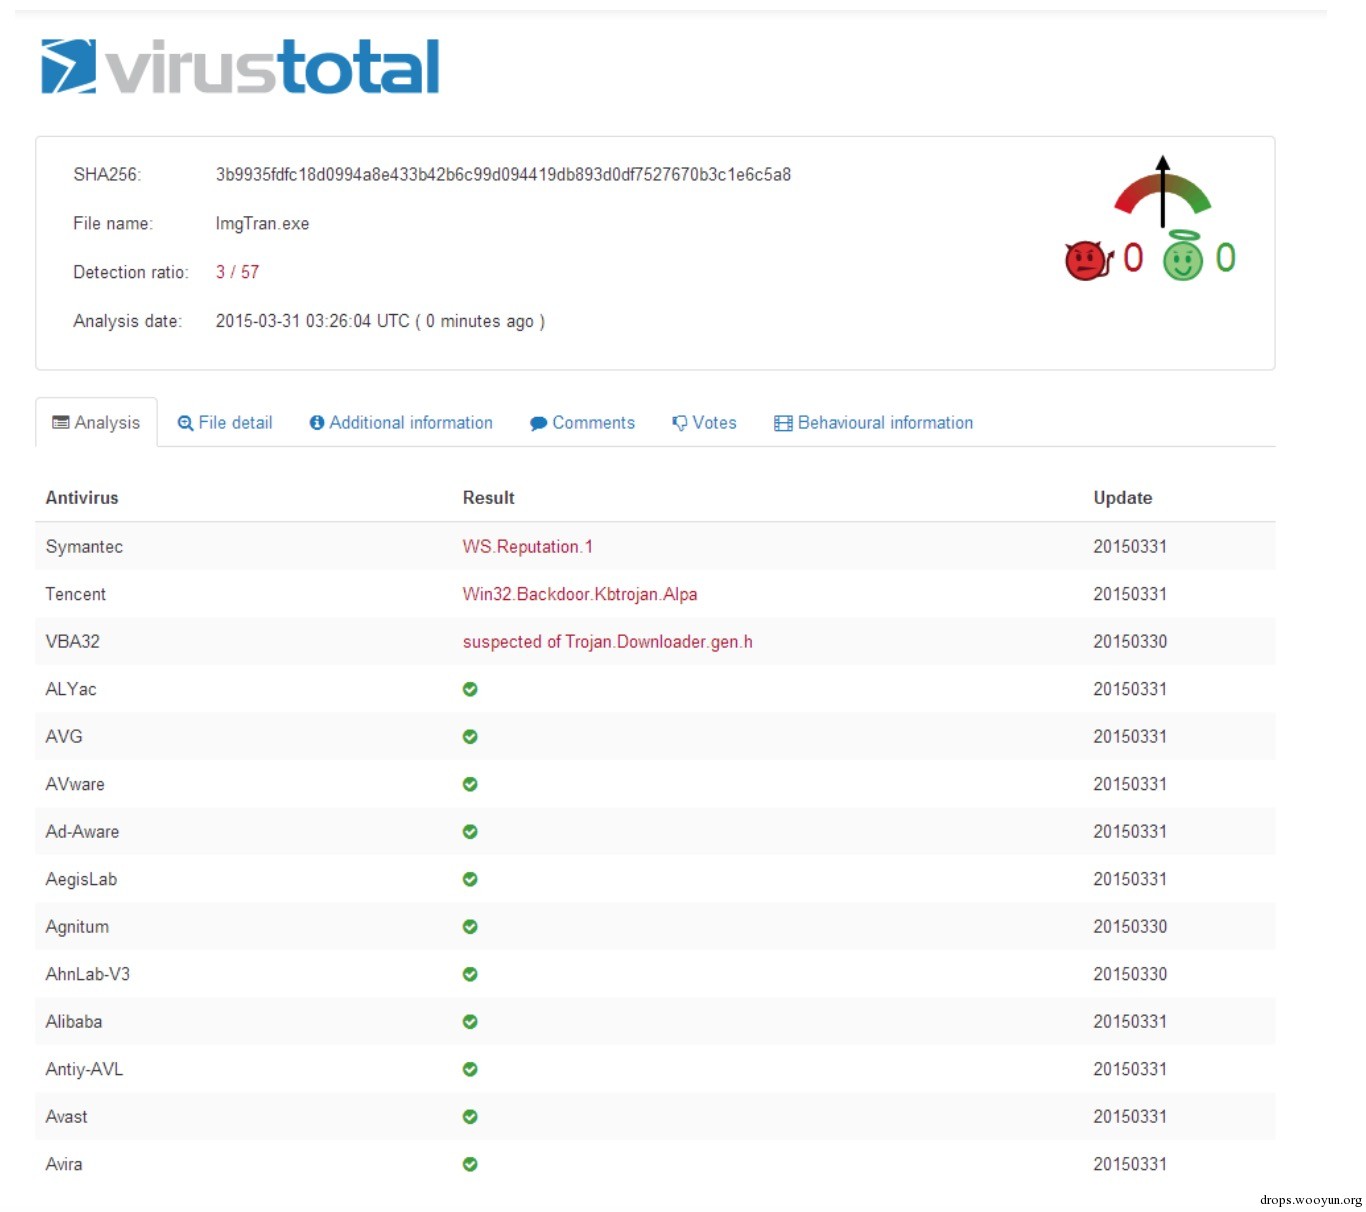 virustotal
SHA256: 3b9935fdfc18d0994a8e433b42b6c99d094419db893d0df7527670b3c1e6c5a8
File name: ImgTran.exe
Detection ratio: 3 / 57
Analysis date: 2015-03-31 03:26:04 UTC ( 0 minutes ago )
0 0
Analysis File detail Additional information Comments Votes Behavioural information
Antivirus Result Update
Symantec WS.Reputation.1 20150331
Tencent Win32.Backdoor.Kbtrojan.Alpa 20150331
VBA32 suspected of Trojan.Downloader.gen.h 20150330
ALYac 20150331
AVG 20150331
AVware 20150331
Ad-Aware 20150331
AegisLab 20150331
Agnitum 20150330
AhnLab-V3 20150330
Alibaba 20150331
Antiy-AVL 20150331
Avast 20150331
Avira 20150331
drops.wooyun.org